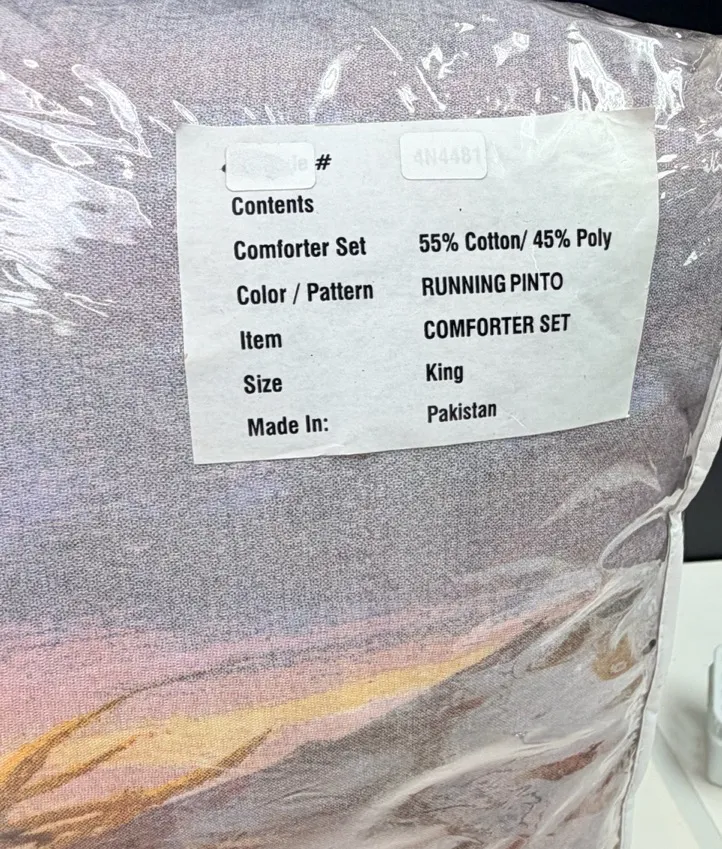 #
Contents
Comforter Set 55% Cotton/ 45% Poly
Color / Pattern RUNNING PINTO
Item COMFORTER SET
Size King
Made In: Pakistan